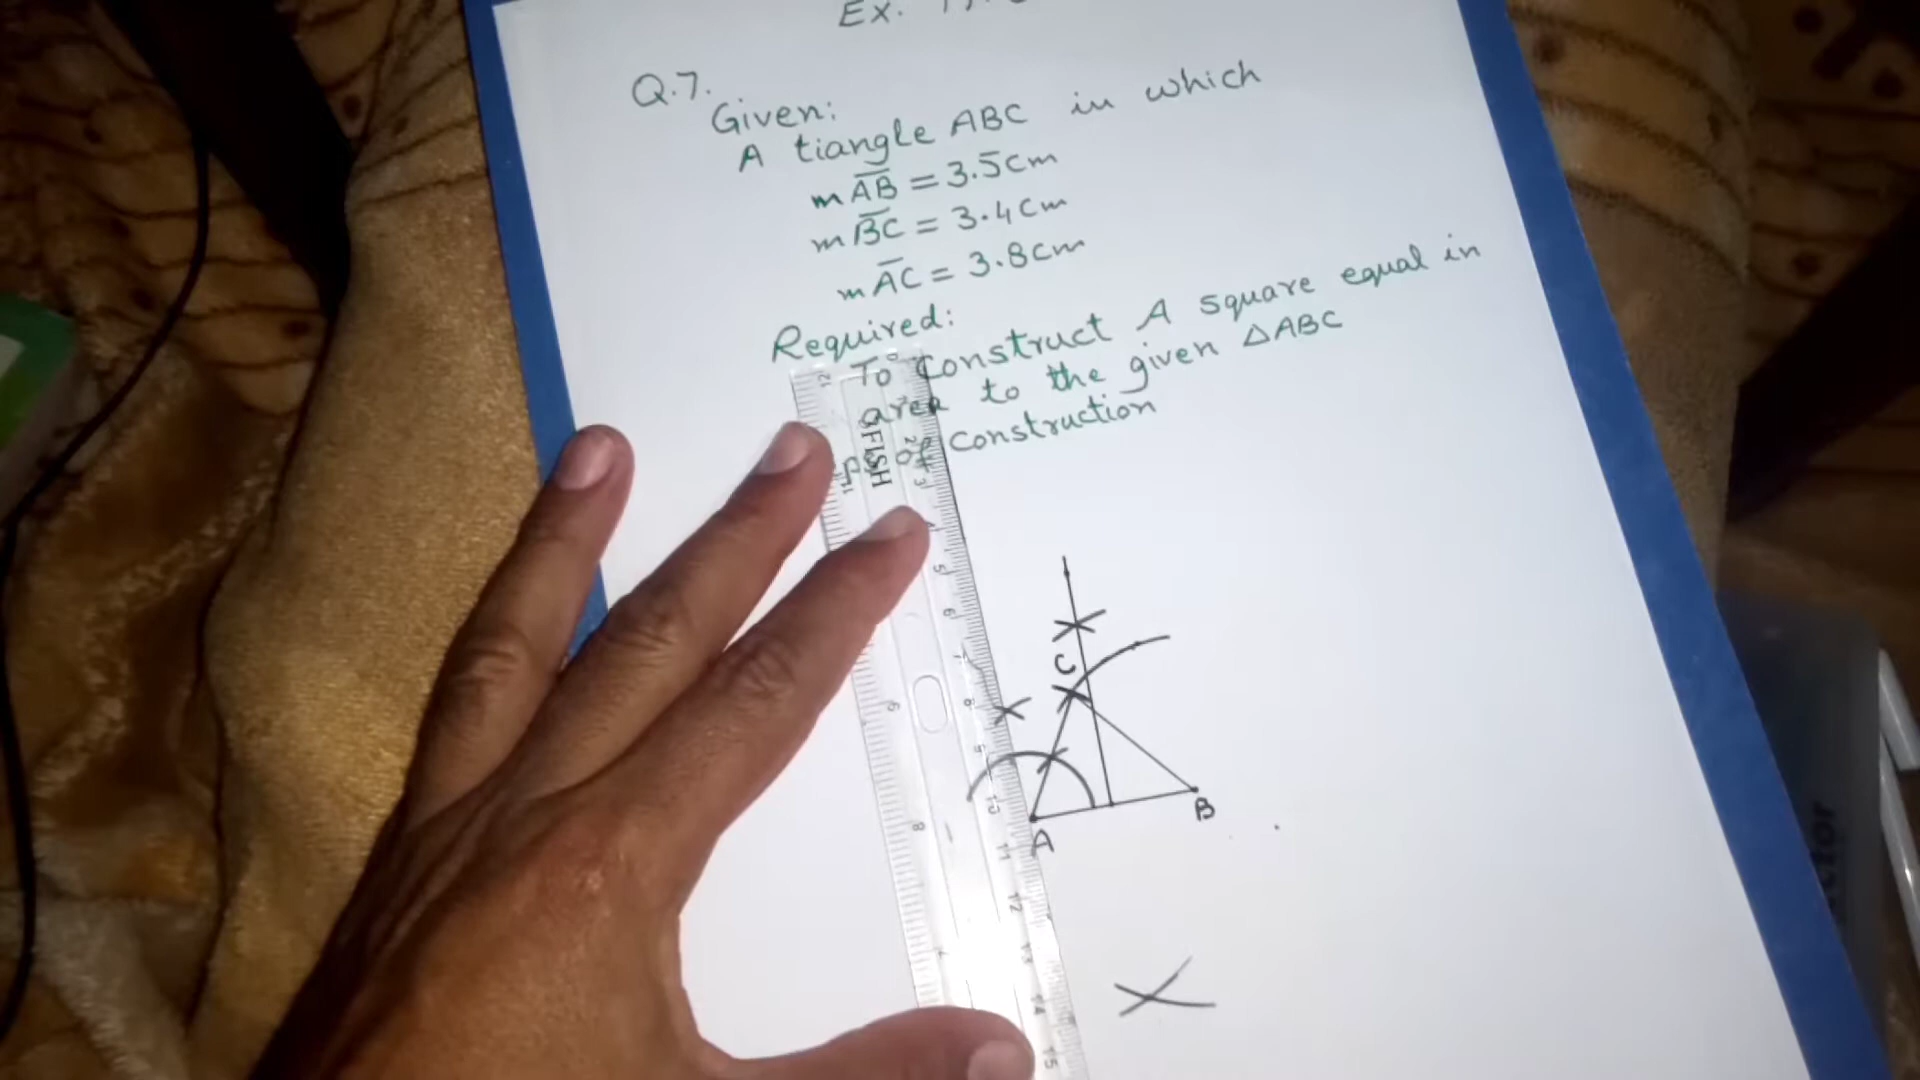 Ex.
Q.7.
Given:
A tiangle ABC in which
mAB = 3.5cm
mBC = 3.4cm
mAC = 3.8cm
Required:
To Construct A square equal in
area to the given △ABC
of Construction
FISH
C
A
B